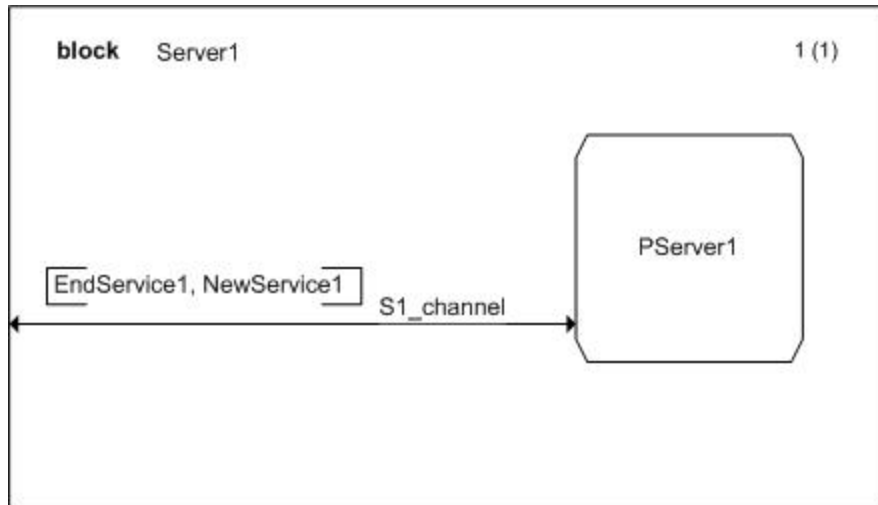 block Server1
1 (1)
PServer1
EndService1, NewService1
S1_channel